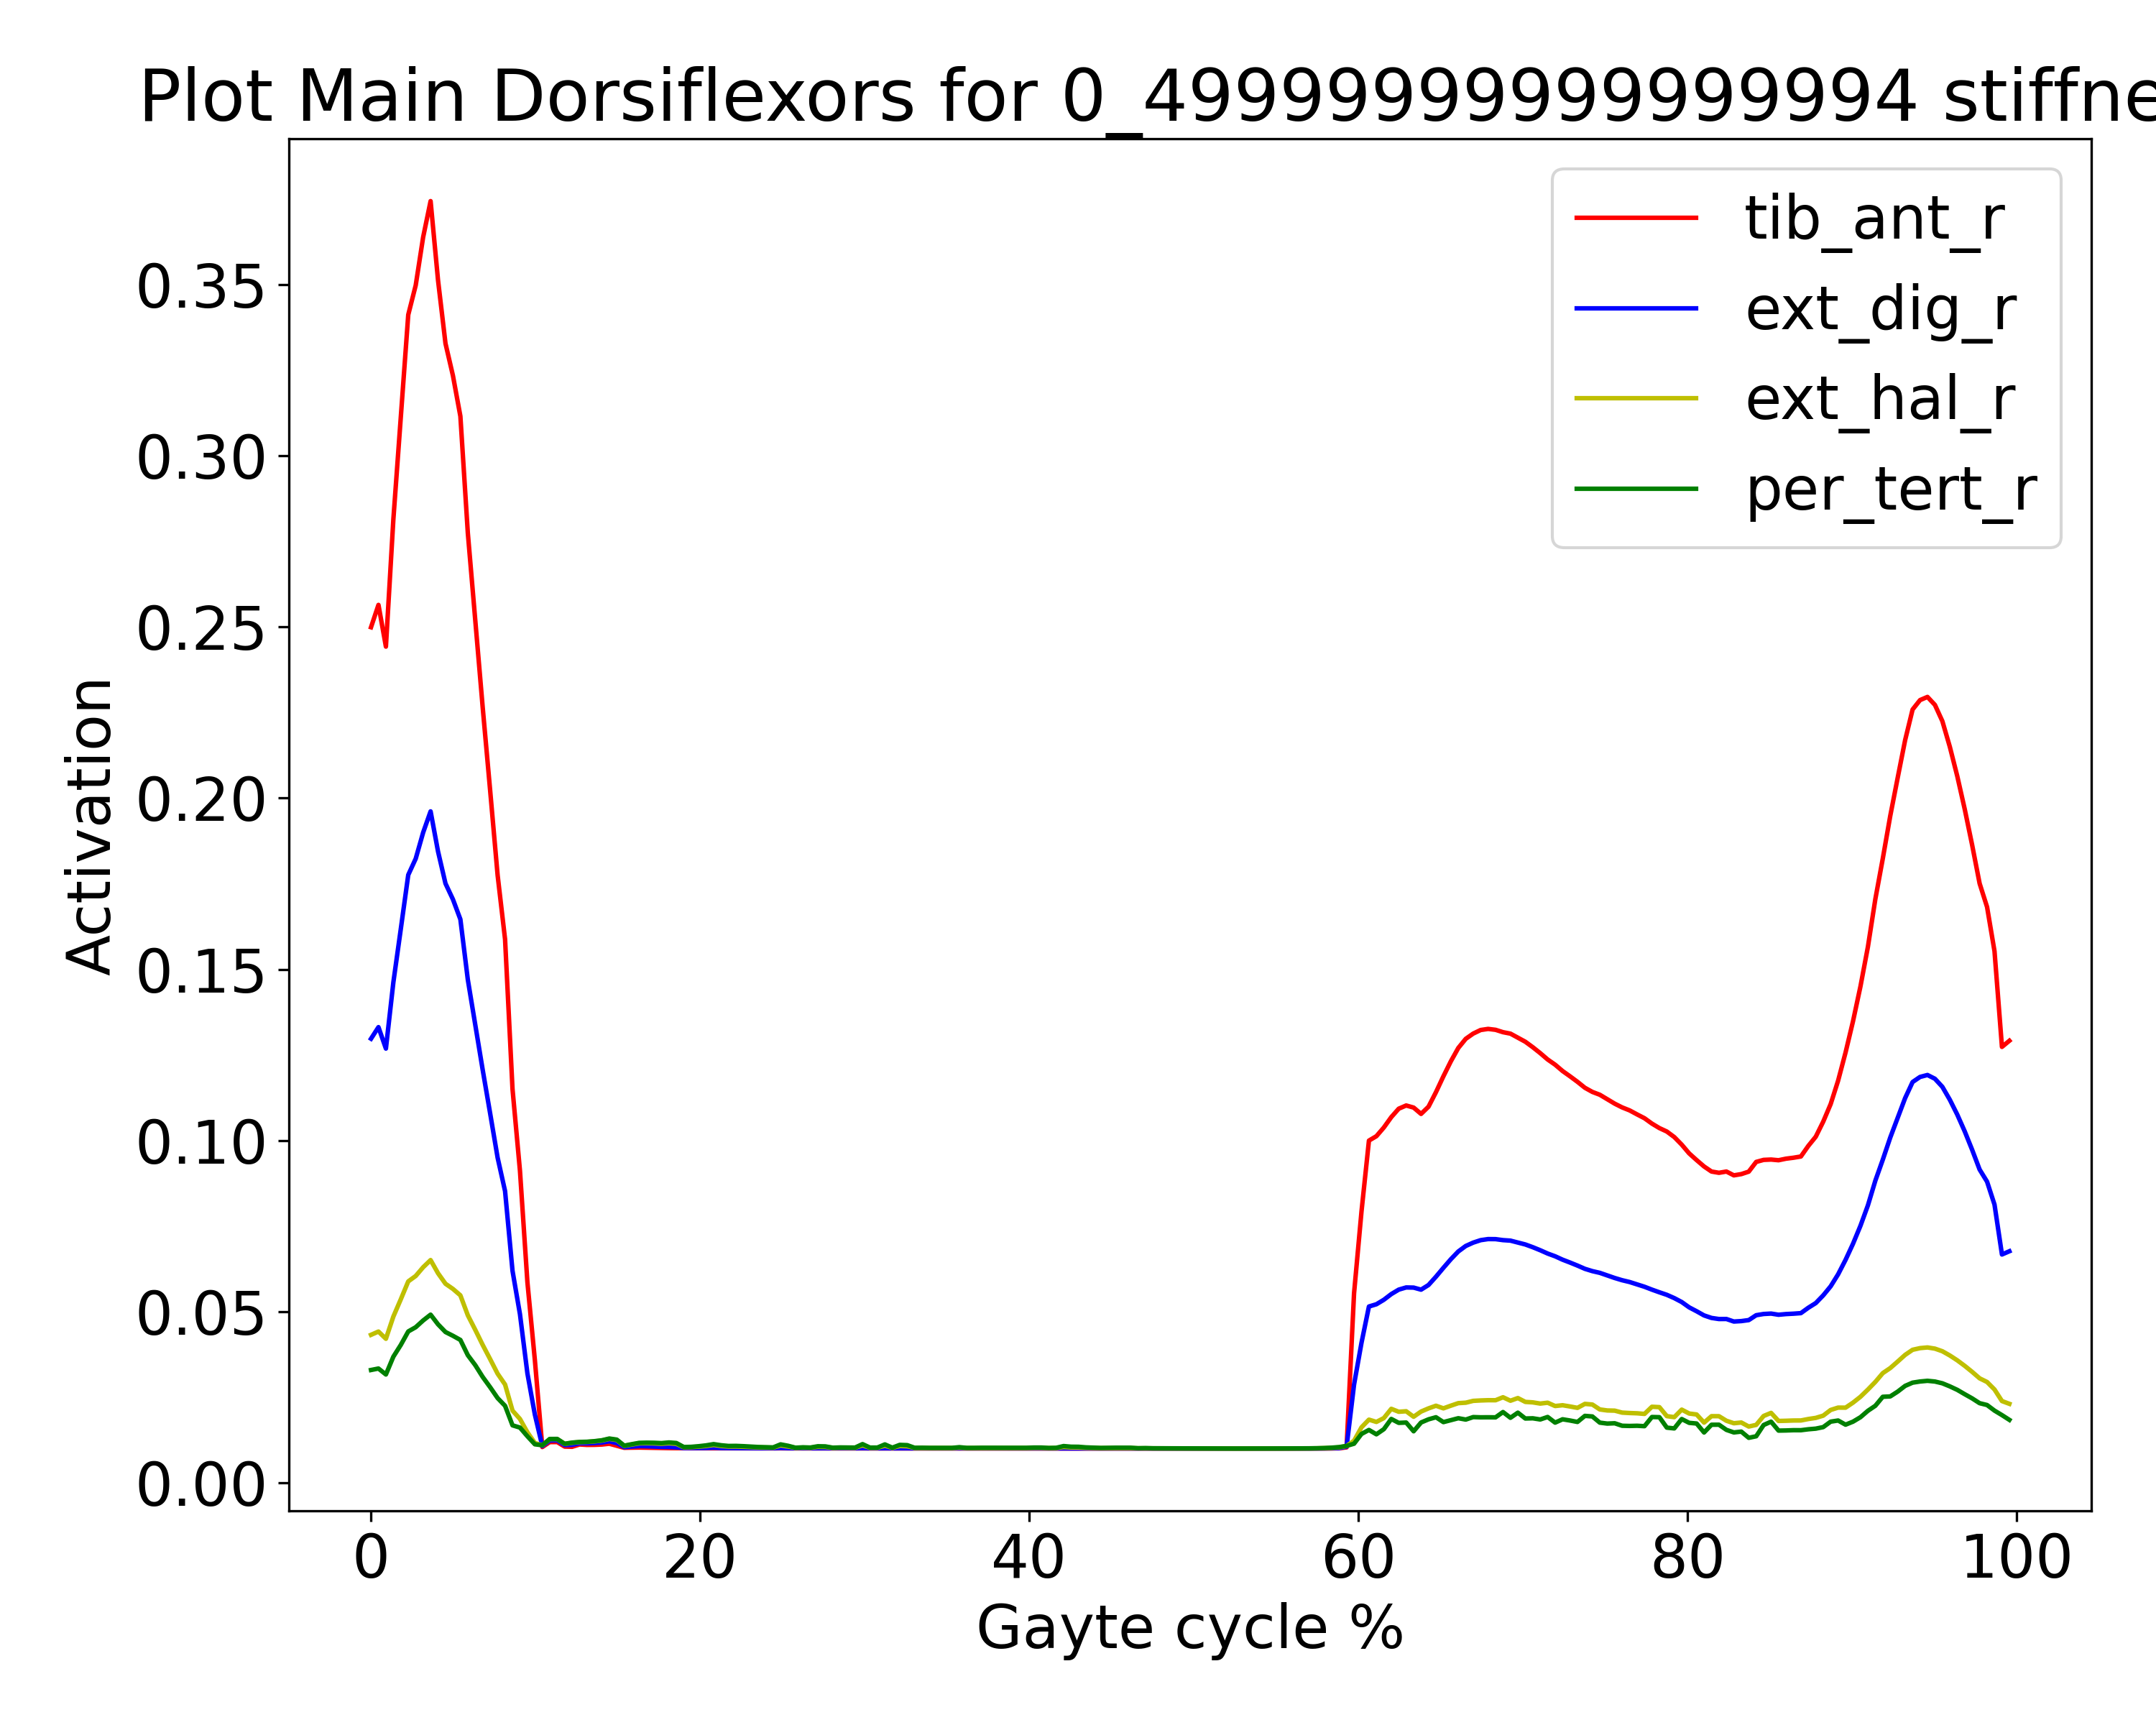 Plot Main Dorsiflexors for 0_49999999999999994 stiffne
tib_ant_r
ext_dig_r
ext_hal_r
per_tert_r
Activation
0.35
0.30
0.25
0.20
0.15
0.10
0.05
0.00
0 20 40 60 80 100
Gayte cycle %